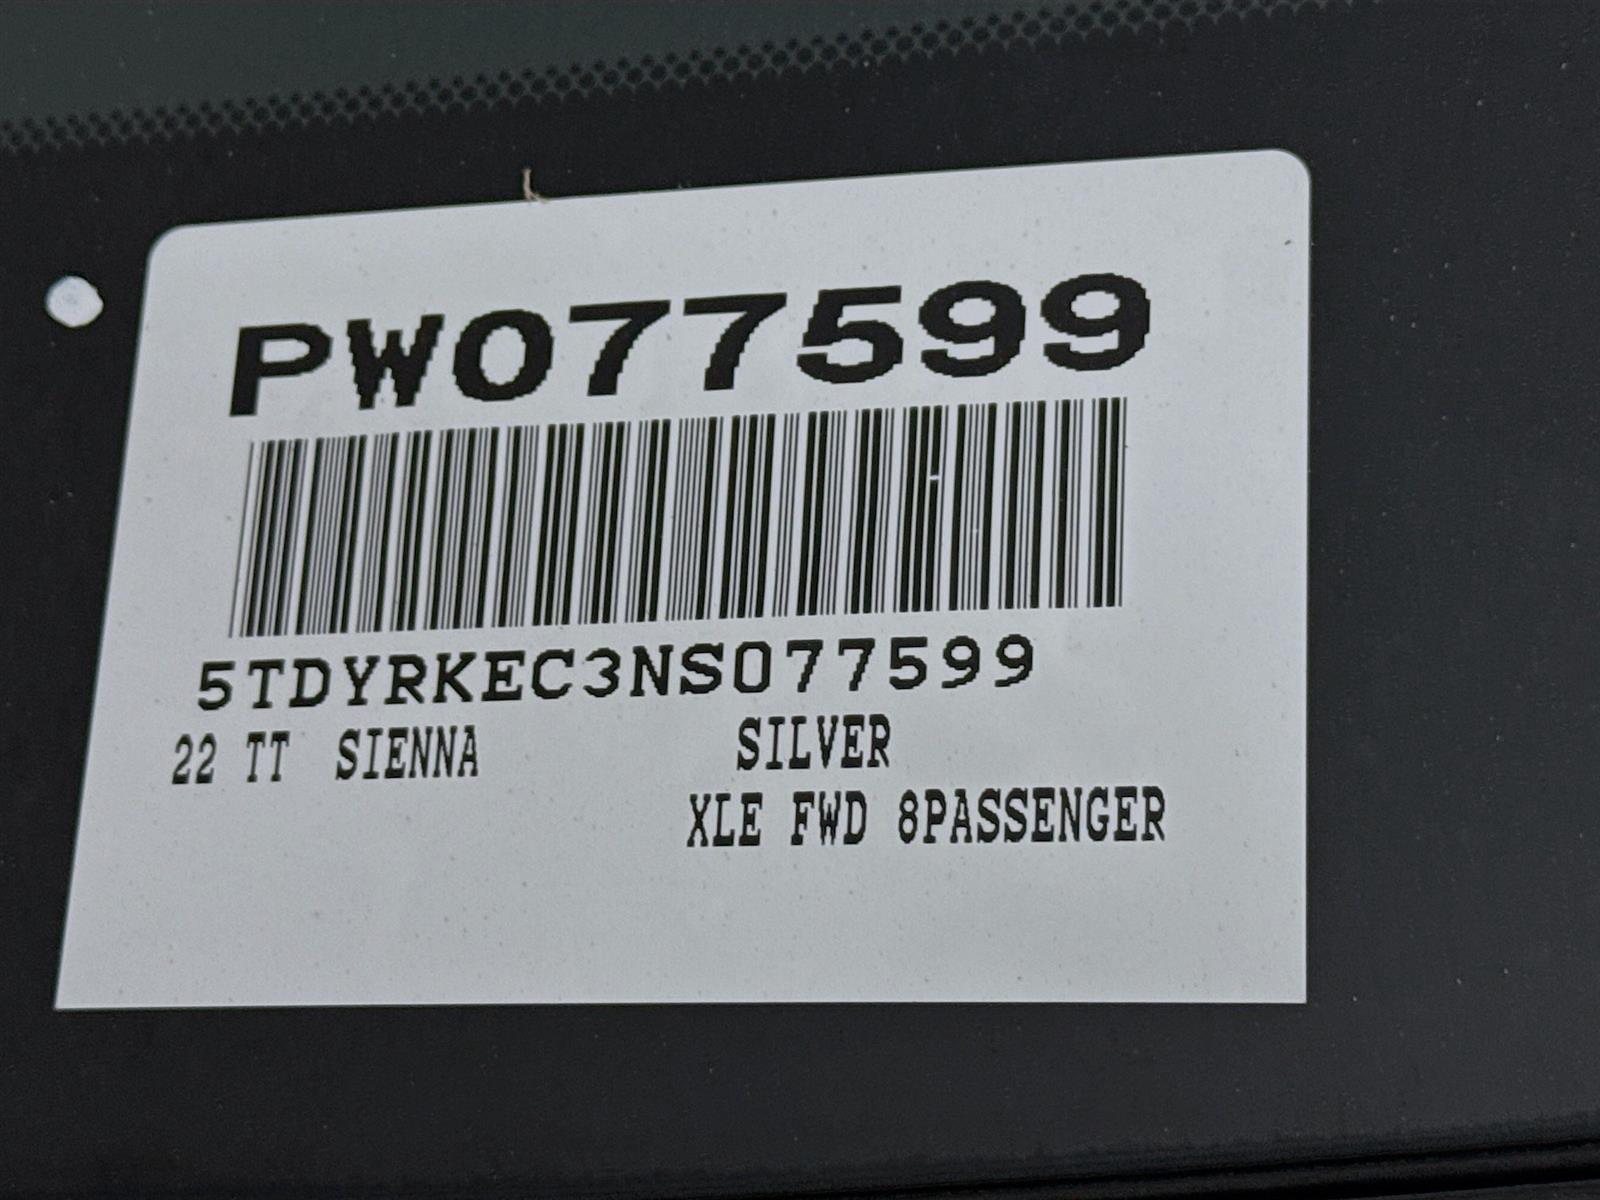 PW077599
5TDYRKEC3NS077599
22 TT SIENNA SILVER
XLE FWD 8PASSENGER